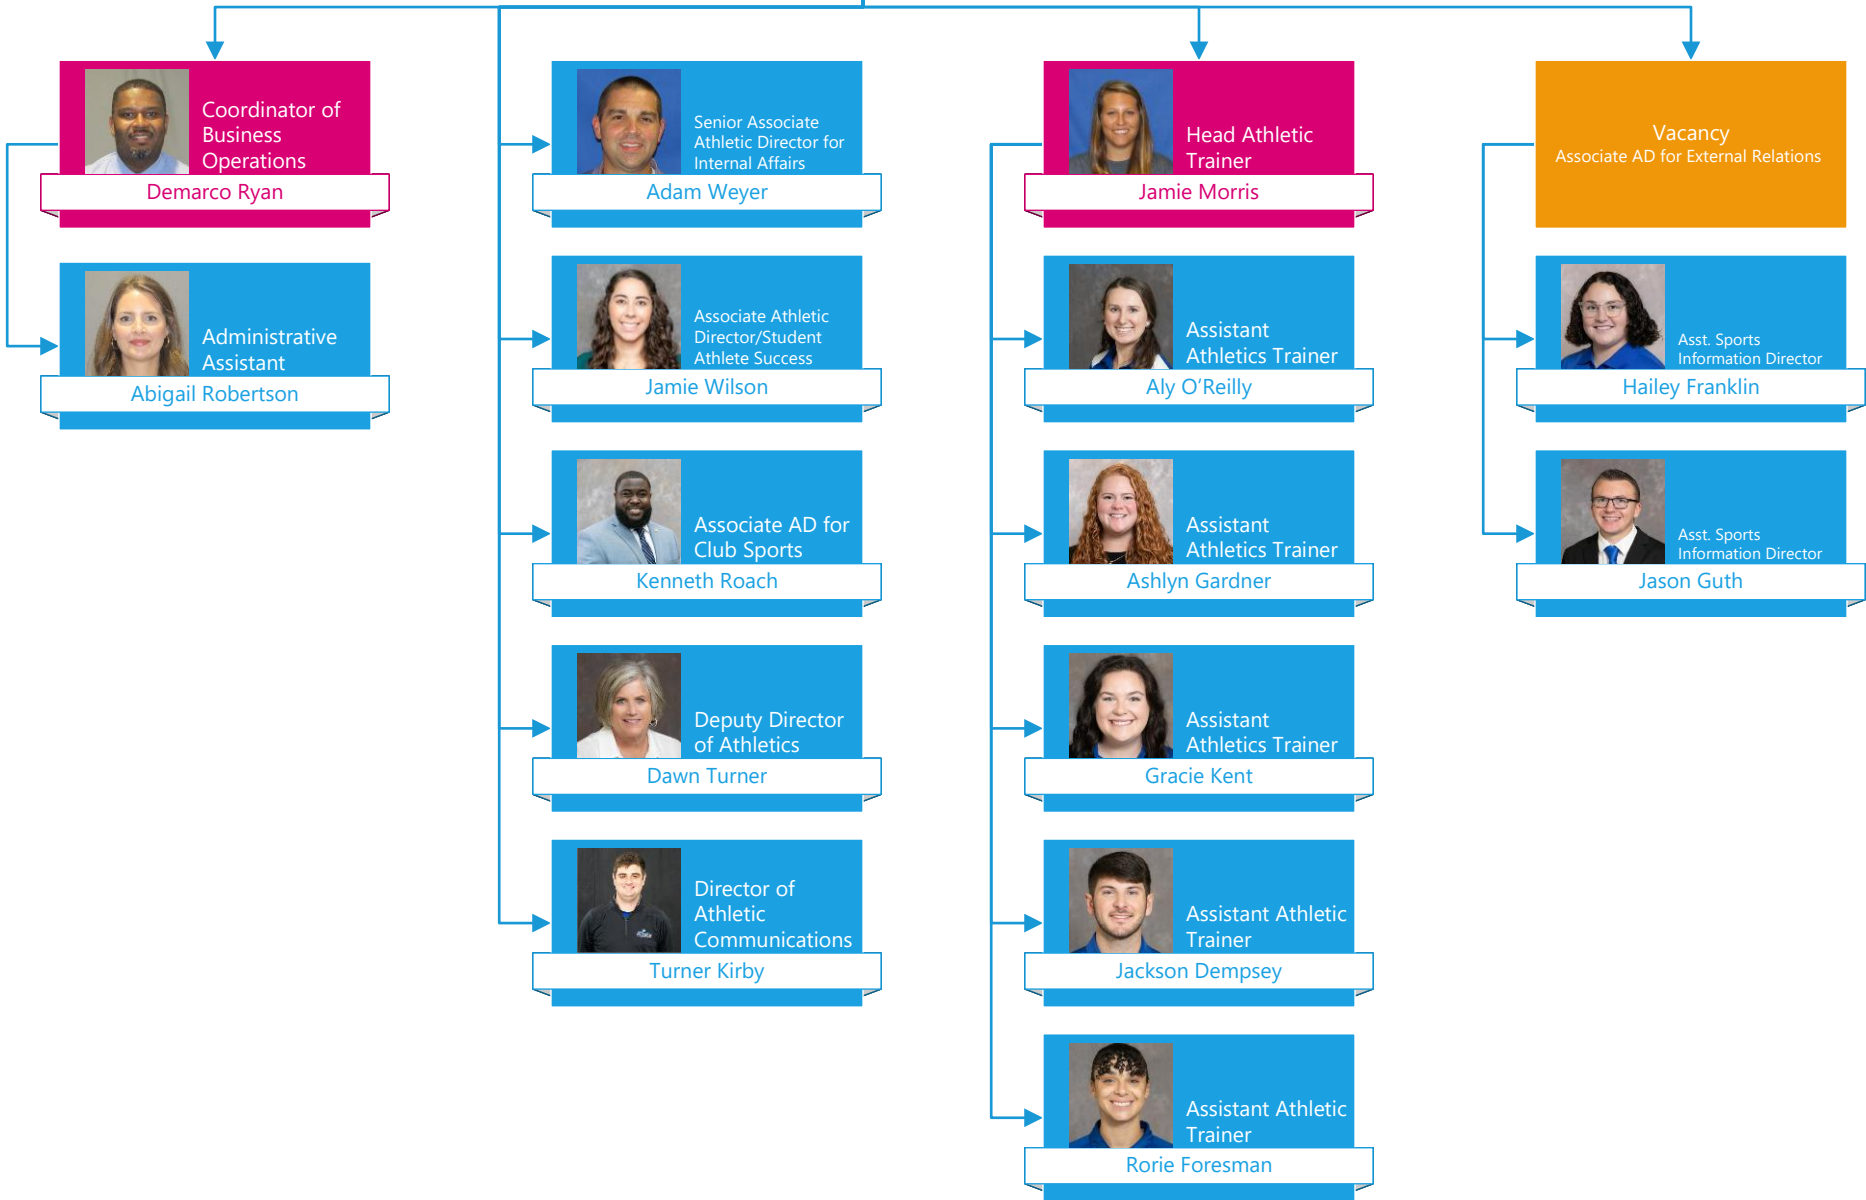 Coordinator of
Business
Operations
Demarco Ryan
Administrative
Assistant
Abigail Robertson
Senior Associate
Athletic Director for
Internal Affairs
Adam Weyer
Associate Athletic
Director/Student
Athlete Success
Jamie Wilson
Associate AD for
Club Sports
Kenneth Roach
Deputy Director
of Athletics
Dawn Turner
Director of
Athletic
Communications
Turner Kirby
Head Athletic
Trainer
Jamie Morris
Assistant
Athletics Trainer
Aly O’Reilly
Assistant
Athletics Trainer
Ashlyn Gardner
Assistant
Athletics Trainer
Gracie Kent
Assistant Athletic
Trainer
Jackson Dempsey
Assistant Athletic
Trainer
Rorie Foresman
Vacancy
Associate AD for External Relations
Asst. Sports
Information Director
Hailey Franklin
Asst. Sports
Information Director
Jason Guth